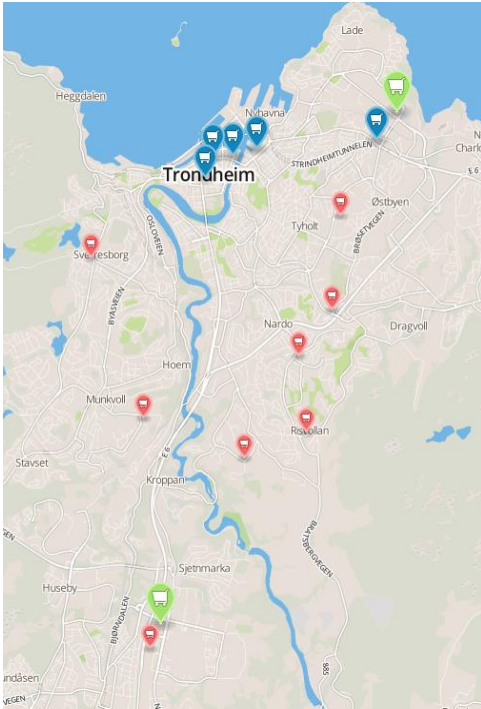 Lade
Heggdalen
Nyhavna
Charlo
STRINDHEIMTUNNELEN
E 6
Trondheim
Østbyen
OSLOVEIEN
Tyholt
BRØSETVEGEN
Sverresborg
BYÅSVEIEN
Nardo
Dragvoll
Hoem
Munkvoll
Risvollan
E 6
Stavset
Kroppan
BRATSBERGVEGEN
Sjetnmarka
Huseby
BJØRNDALEN
885
undåsen
VEGEN